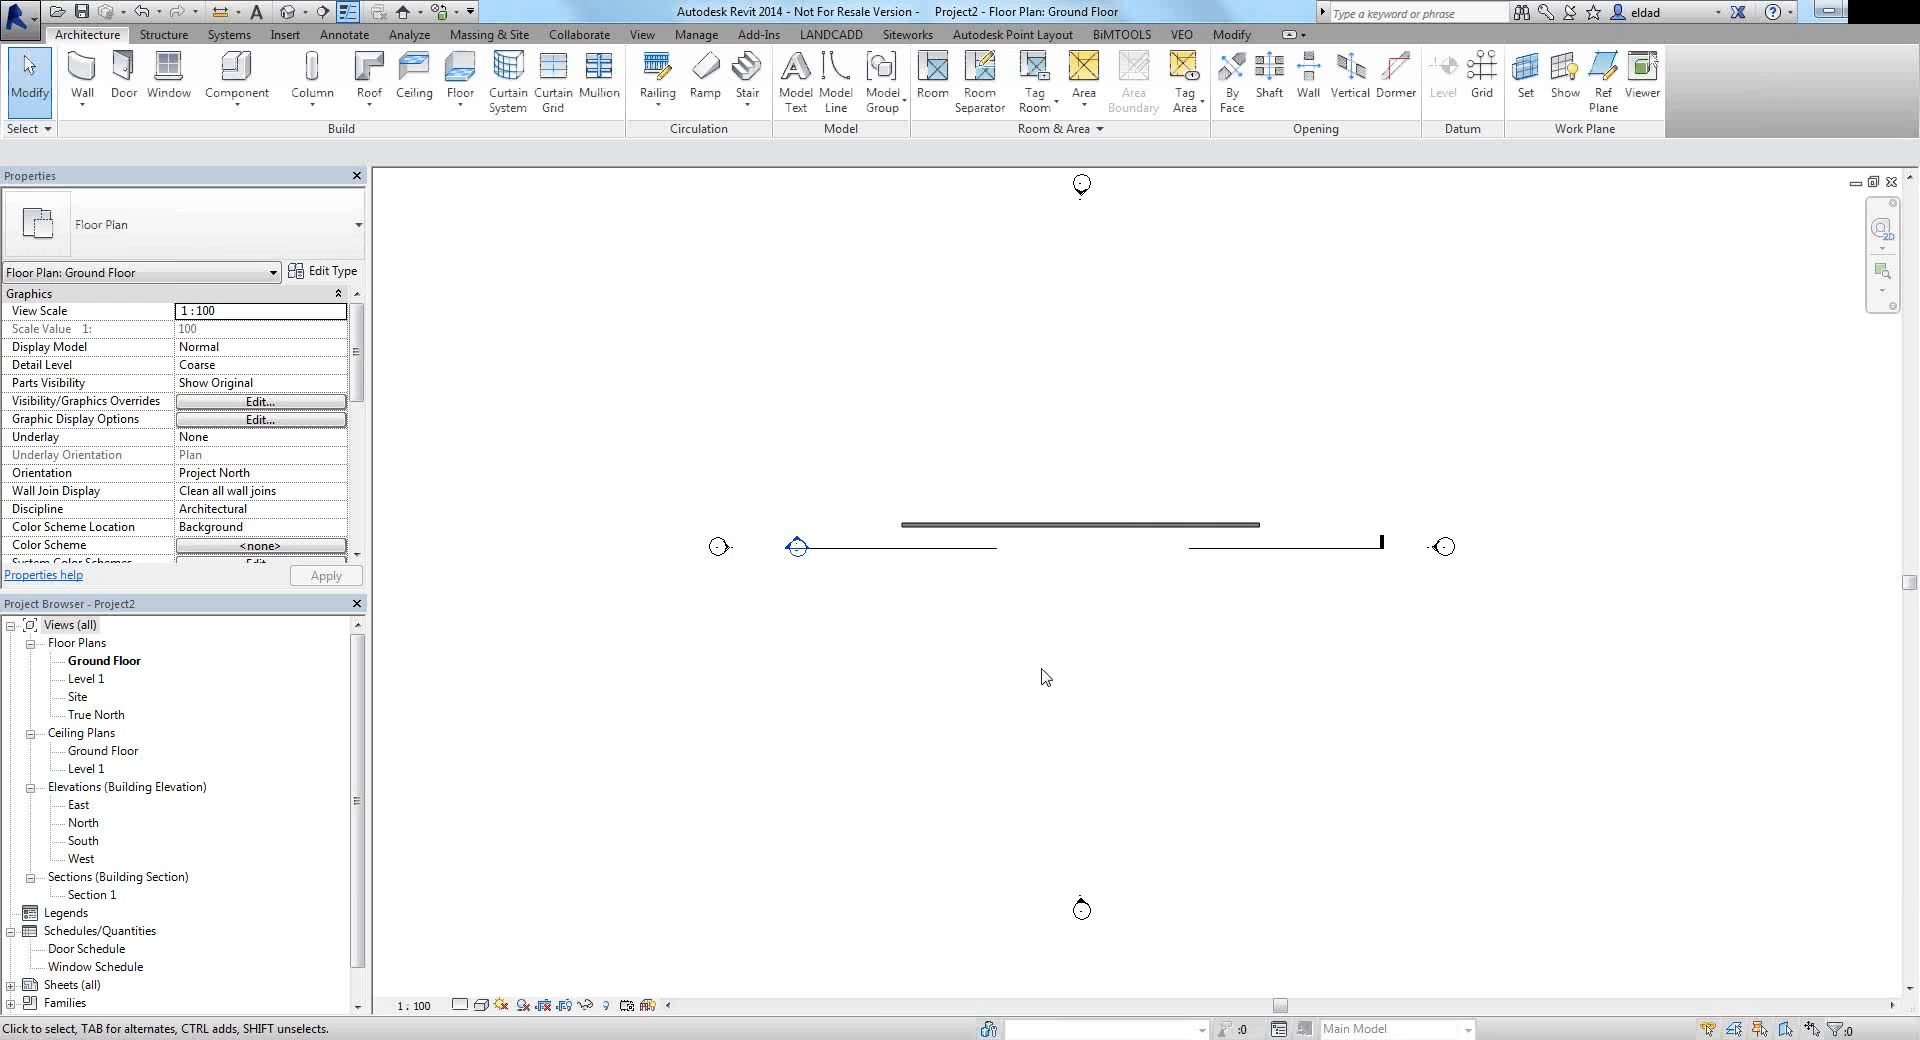 Autodesk Revit 2014 - Not For Resale Version - Project2 - Floor Plan: Ground Floor
Type a keyword or phrase
eldad
Architecture Structure Systems Insert Annotate Analyze Massing & Site Collaborate View Manage Add-Ins LANDCADD Siteworks Autodesk Point Layout BiMTOOLS VEO Modify
Modify Wall Door Window Component Column Roof Ceiling Floor Curtain System Curtain Grid Mullion Railing Ramp Stair Model Text Model Line Model Group Room Room Separator Tag Room Area Area Boundary Tag Area By Face Shaft Wall Vertical Dormer Level Grid Set Show Ref Plane Viewer
Select Build Circulation Model Room & Area Opening Datum Work Plane
Properties
Floor Plan
Floor Plan: Ground Floor Edit Type
Graphics
View Scale 1 : 100
Scale Value 1: 100
Display Model Normal
Detail Level Coarse
Parts Visibility Show Original
Visibility/Graphics Overrides Edit...
Graphic Display Options Edit...
Underlay None
Underlay Orientation Plan
Orientation Project North
Wall Join Display Clean all wall joins
Discipline Architectural
Color Scheme Location Background
Color Scheme <none>
System Color Schemes Edit...
Properties help Apply
Project Browser - Project2
Views (all)
Floor Plans
Ground Floor
Level 1
Site
True North
Ceiling Plans
Ground Floor
Level 1
Elevations (Building Elevation)
East
North
South
West
Sections (Building Section)
Section 1
Legends
Schedules/Quantities
Door Schedule
Window Schedule
Sheets (all)
Families
2D
1 : 100
Click to select, TAB for alternates, CTRL adds, SHIFT unselects.
:0
Main Model
:0